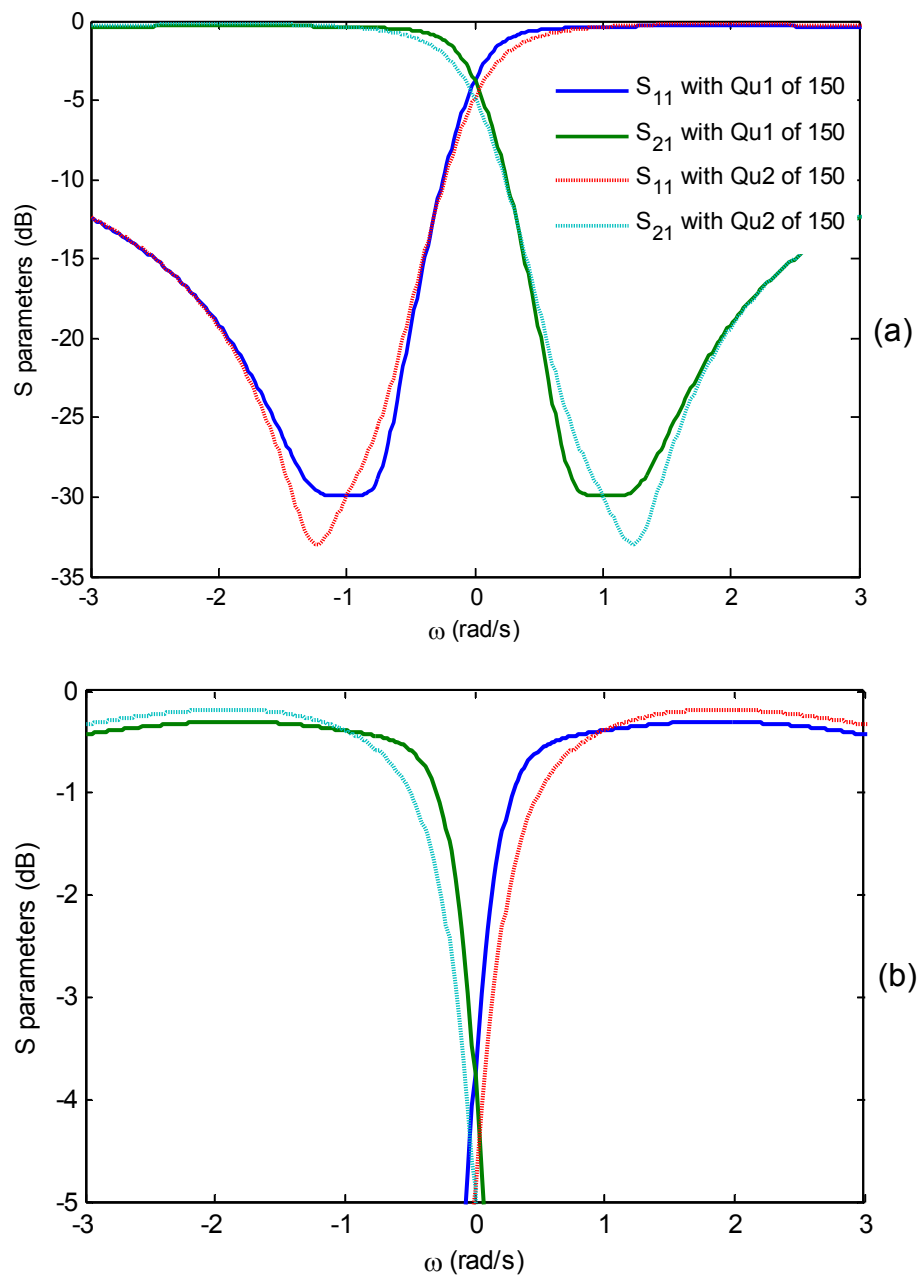 0
-5
-10
-15
-20
-25
-30
-35
S parameters (dB)
S11 with Qu1 of 150
S21 with Qu1 of 150
S11 with Qu2 of 150
S21 with Qu2 of 150
(a)
-3 -2 -1 0 1 2 3
ω (rad/s)
0
-1
-2
-3
-4
-5
S parameters (dB)
(b)
-3 -2 -1 0 1 2 3
ω (rad/s)